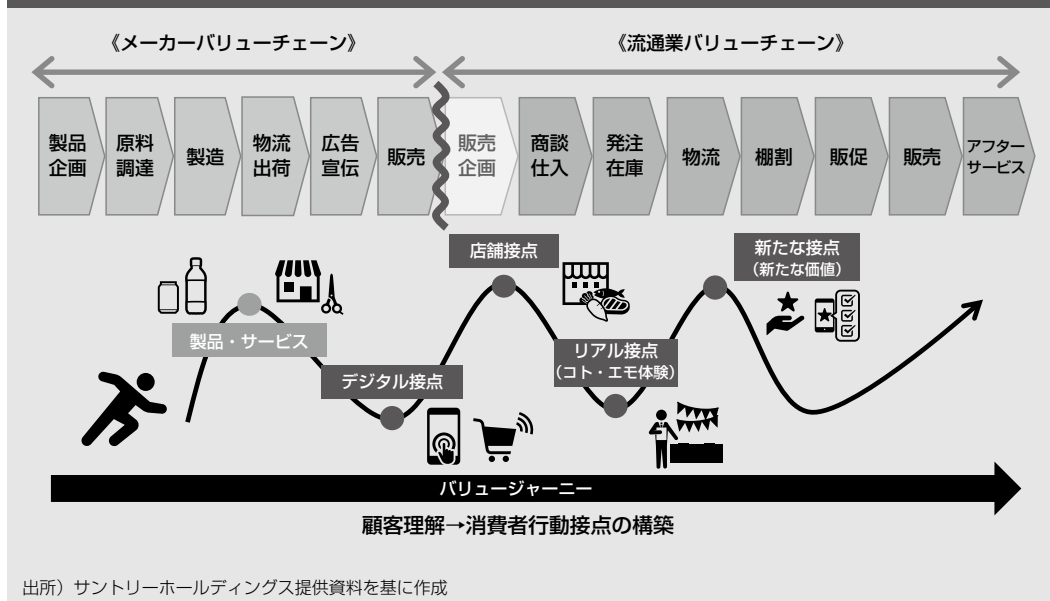 《メーカーバリューチェーン》
《流通業バリューチェーン》
製品
企画
原料
調達
製造
物流
出荷
広告
宣伝
販売
販売
企画
商談
仕入
発注
在庫
物流
棚割
販促
販売
アフター
サービス
店舗接点
新たな接点
（新たな価値）
製品・サービス
リアル接点
（コト・エモ体験）
デジタル接点
バリュージャーニー
顧客理解→消費者行動接点の構築
出所）サントリーホールディングス提供資料を基に作成